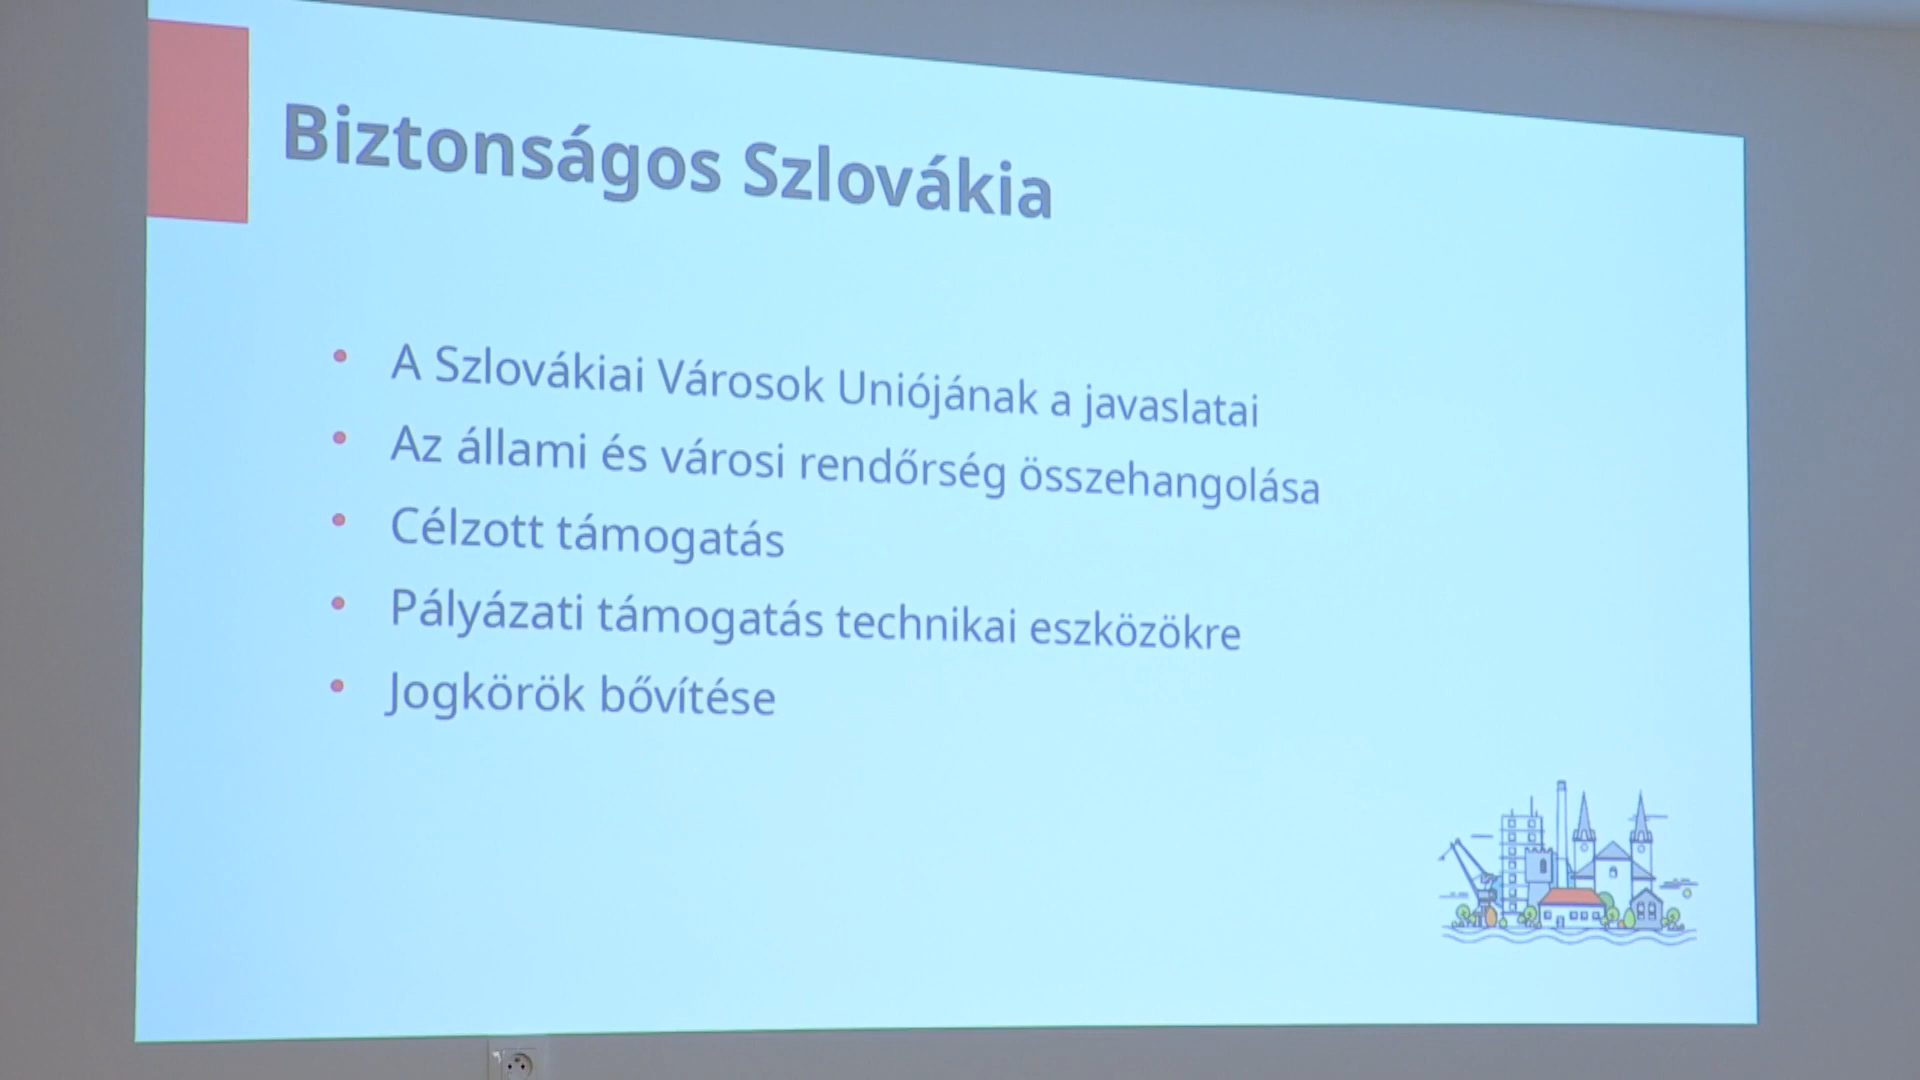 Biztonságos Szlovákia
• A Szlovákiai Városok Uniójának a javaslatai
• Az állami és városi rendőrség összehangolása
• Célzott támogatás
• Pályázati támogatás technikai eszközökre
• Jogkörök bővítése